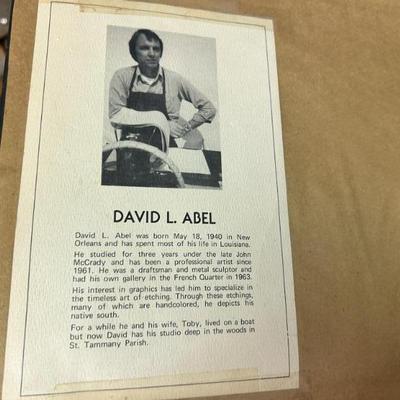 DAVID L. ABEL
David L. Abel was born May 18, 1940 in New
Orleans and has spent most of his life in Louisiana.
He studied for three years under the late John
McCrady and has been a professional artist since
1961. He was a draftsman and metal sculptor and
had his own gallery in the French Quarter in 1963.
His interest in graphics has led him to specialize in
the timeless art of etching. Through these etchings,
many of which are handcolored, he depicts his
native south.
For a while he and his wife, Toby, lived on a boat
but now David has his studio deep in the woods in
St. Tammany Parish.